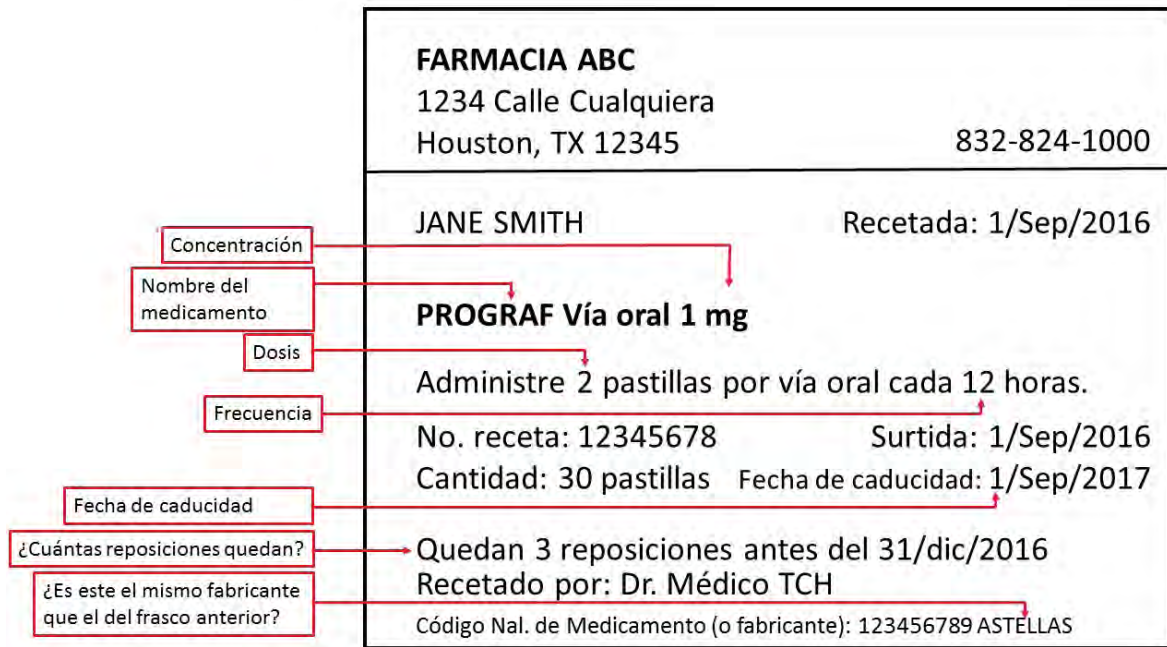 FARMACIA ABC
1234 Calle Cualquiera
Houston, TX 12345 832-824-1000
JANE SMITH Recetada: 1/Sep/2016
Concentración
Nombre del
medicamento
PROGRAF Vía oral 1 mg
Dosis
Administre 2 pastillas por vía oral cada 12 horas.
Frecuencia
No. receta: 12345678 Surtida: 1/Sep/2016
Cantidad: 30 pastillas Fecha de caducidad: 1/Sep/2017
Fecha de caducidad
¿Cuántas reposiciones quedan?
Quedan 3 reposiciones antes del 31/dic/2016
Recetado por: Dr. Médico TCH
¿Es este el mismo fabricante
que el del frasco anterior?
Código Nal. de Medicamento (o fabricante): 123456789 ASTELLAS